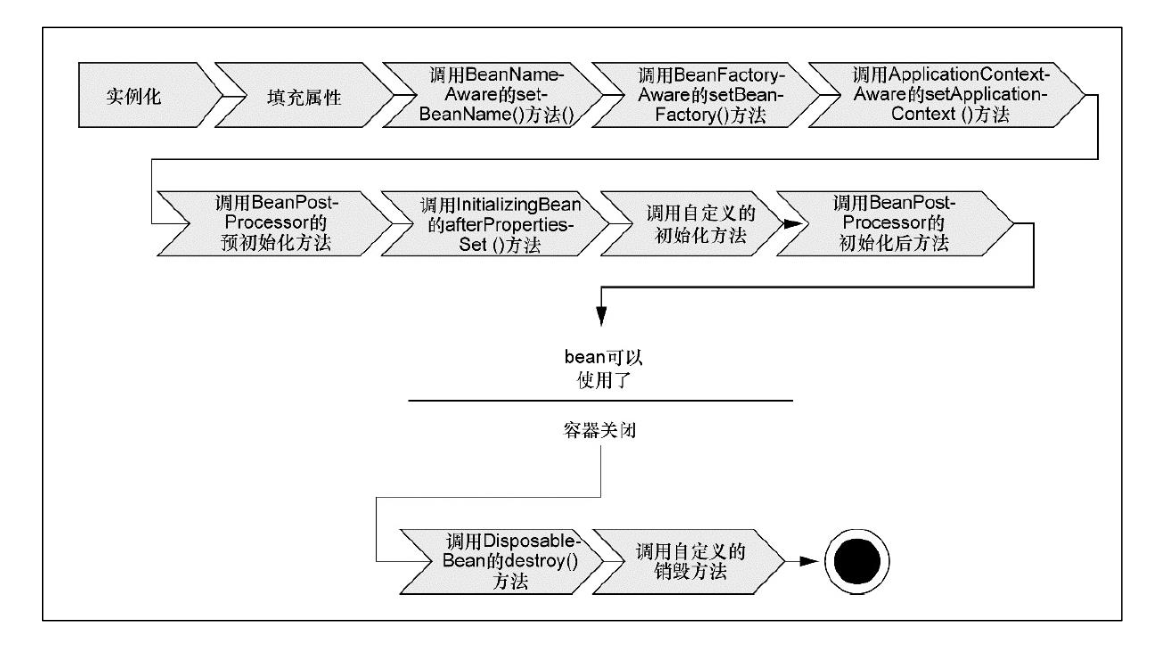 实例化
填充属性
调用BeanName-
Aware的set-
BeanName()方法()
调用BeanFactory-
Aware的setBean-
Factory()方法
调用ApplicationContext-
Aware的setApplication-
Context ()方法
调用BeanPost-
Processor的
预初始化方法
调用InitializingBean
的afterProperties-
Set ()方法
调用自定义的
初始化方法
调用BeanPost-
Processor的
初始化后方法
bean可以
使用了
容器关闭
调用Disposable-
Bean的destroy()
方法
调用自定义的
销毁方法